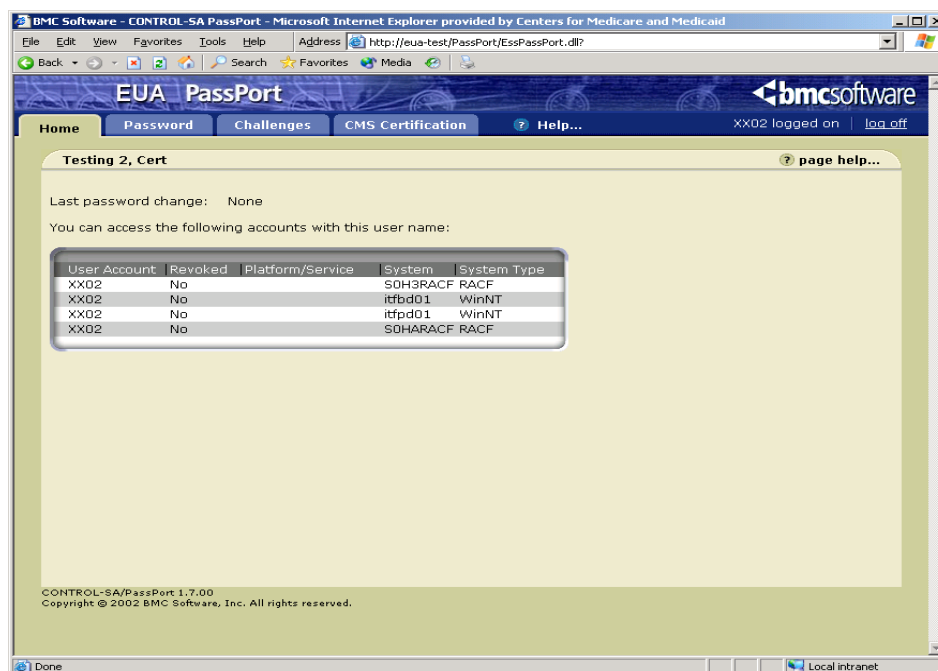 BMC Software - CONTROL-SA PassPort - Microsoft Internet Explorer provided by Centers for Medicare and Medicaid
File Edit View Favorites Tools Help Address http://eua-test/PassPort/EssPassPort.dll?
Back Search Favorites Media
EUA PassPort bmcsoftware
Home Password Challenges CMS Certification ? Help... XX02 logged on | log off
Testing 2, Cert ? page help...
Last password change: None
You can access the following accounts with this user name:
User Account |Revoked |Platform/Service |System |System Type
XX02 No S0H3RACF RACF
XX02 No itfbd01 WinNT
XX02 No itfpd01 WinNT
XX02 No S0HARACF RACF
CONTROL-SA/PassPort 1.7.00
Copyright © 2002 BMC Software, Inc. All rights reserved.
Done Local intranet